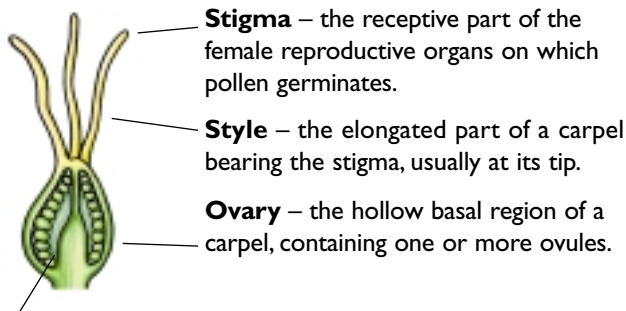 Stigma – the receptive part of the
female reproductive organs on which
pollen germinates.
Style – the elongated part of a carpel
bearing the stigma, usually at its tip.
Ovary – the hollow basal region of a
carpel, containing one or more ovules.